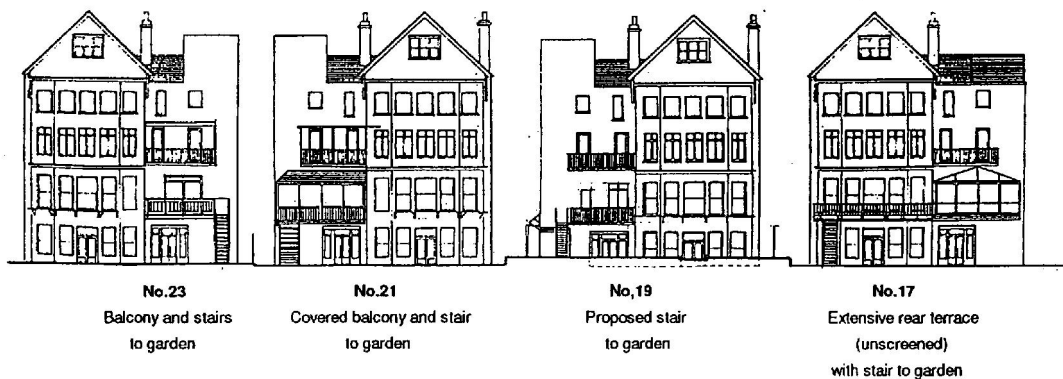 No.23
Balcony and stairs
to garden
No.21
Covered balcony and stair
to garden
No,19
Proposed stair
to garden
No.17
Extensive rear terrace
(unscreened)
with stair to garden